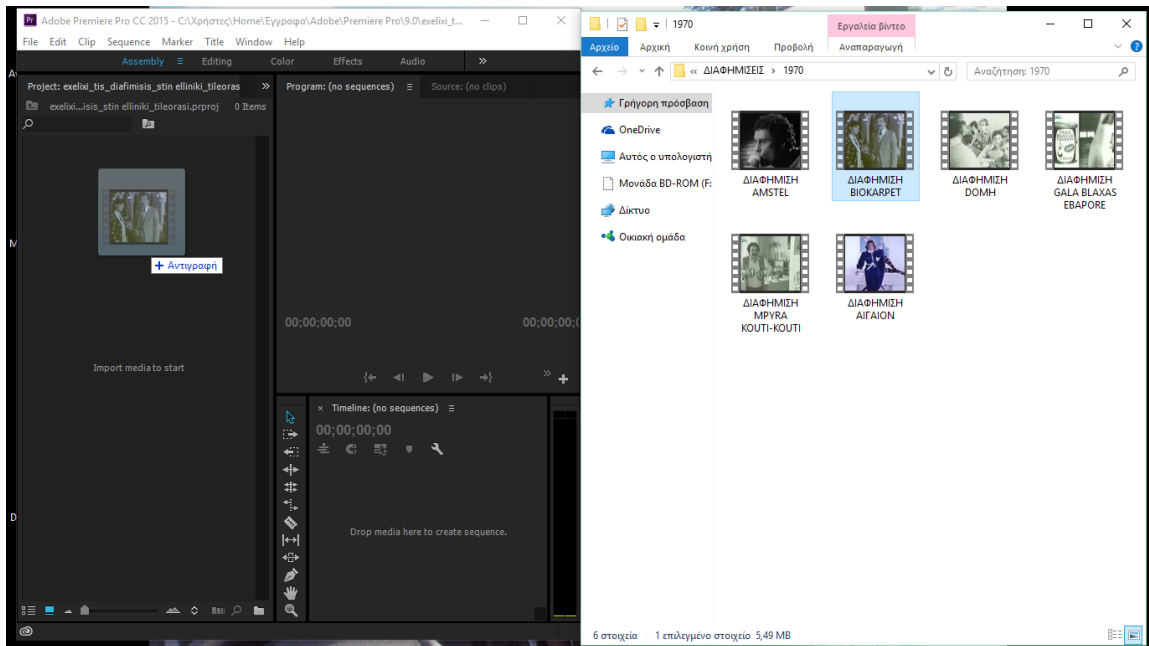 Adobe Premiere Pro CC 2015 - C:\Χρήστες\Home\Έγγραφα\Adobe\Premiere Pro\9.0\exelixi_t...
File Edit Clip Sequence Marker Title Window Help
Assembly Editing Color Effects Audio
Project: exelixi_tis_diafimisis_stin elliniki_tileoras
exelixi...isis_stin elliniki_tileorasi.prproj 0 Items
Αντιγραφή
Import media to start
Program: (no sequences) Source: (no clips)
00;00;00;00 00;00;00;0
Timeline: (no sequences)
00;00;00;00
Drop media here to create sequence.
1970 Εργαλεία βίντεο
Αρχείο Αρχική Κοινή χρήση Προβολή Αναπαραγωγή
« ΔΙΑΦΗΜΙΣΕΙΣ > 1970 Αναζήτηση: 1970
Γρήγορη πρόσβαση
OneDrive
Αυτός ο υπολογιστή
Μονάδα BD-ROM (F:
Δίκτυο
Οικιακή ομάδα
ΔΙΑΦΗΜΙΣΗ
AMSTEL
ΔΙΑΦΗΜΙΣΗ
BIOKARPET
ΔΙΑΦΗΜΙΣΗ
DOMH
ΔΙΑΦΗΜΙΣΗ
GALA BLAXAS
EBAPORE
ΔΙΑΦΗΜΙΣΗ
MPYRA
KOUTI-KOUTI
ΔΙΑΦΗΜΙΣΗ
ΑΙΓΑΙΟΝ
6 στοιχεία 1 επιλεγμένο στοιχείο 5,49 MB